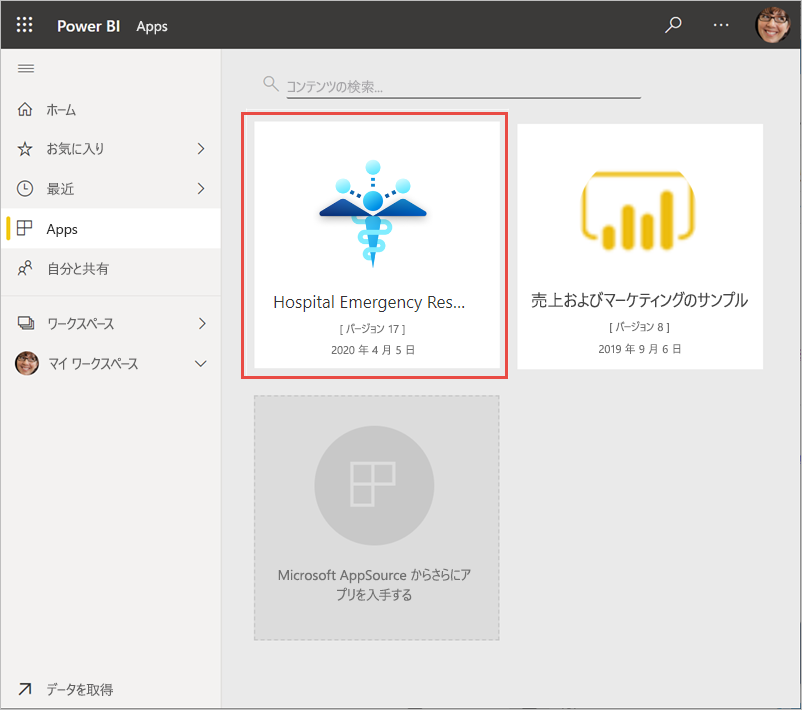 Power BI Apps
ホーム
お気に入り
最近
Apps
自分と共有
ワークスペース
マイ ワークスペース
データを取得
コンテンツの検索...
Hospital Emergency Res...
[ バージョン 17 ]
2020 年 4 月 5 日
売上およびマーケティングのサンプル
[ バージョン 8 ]
2019 年 9 月 6 日
Microsoft AppSource からさらにア
プリを入手する